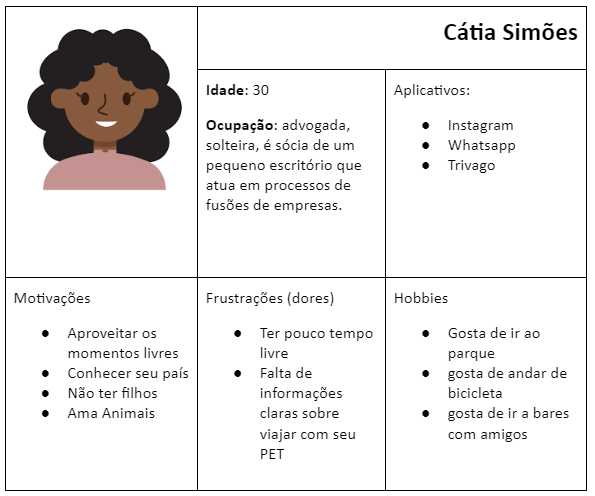 Cátia Simões
Idade: 30
Ocupação: advogada,
solteira, é sócia de um
pequeno escritório que
atua em processos de
fusões de empresas.
Aplicativos:
● Instagram
● Whatsapp
● Trivago
Motivações
● Aproveitar os
momentos livres
● Conhecer seu país
● Não ter filhos
● Ama Animais
Frustrações (dores)
● Ter pouco tempo
livre
● Falta de
informações
claras sobre
viajar com seu
PET
Hobbies
● Gosta de ir ao
parque
● gosta de andar de
bicicleta
● gosta de ir a bares
com amigos